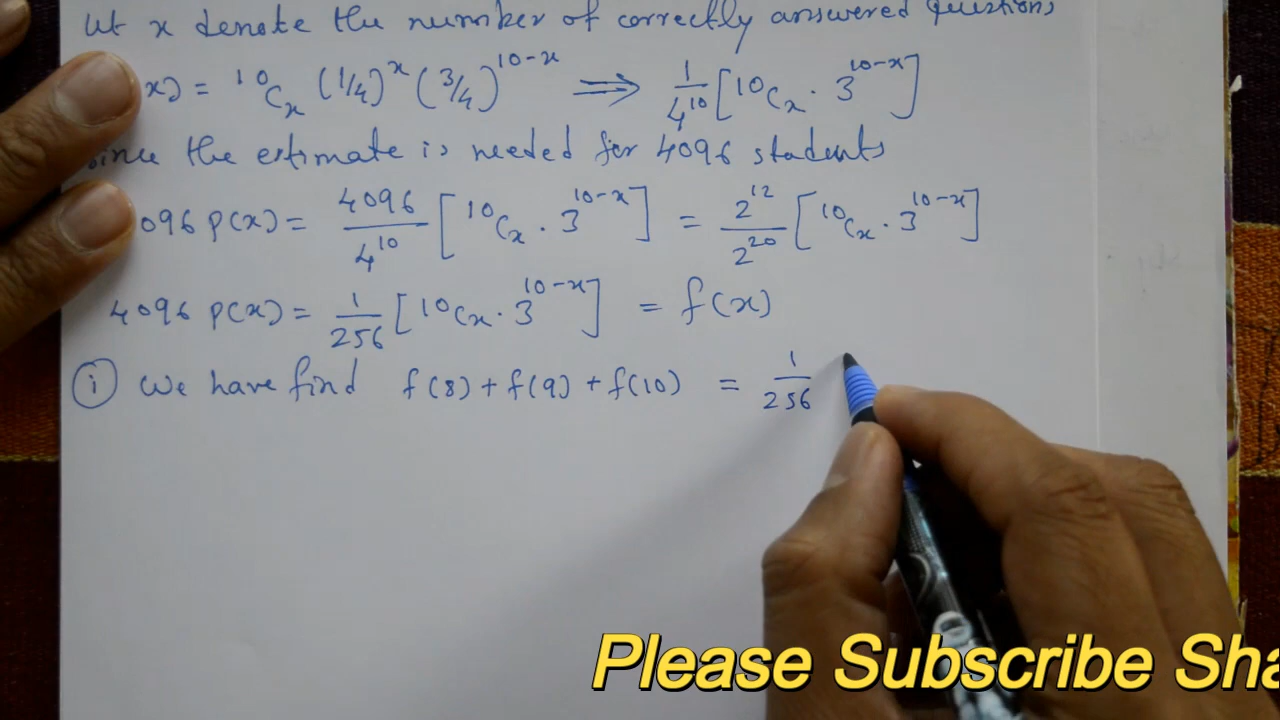 let x denote the number of correctly answered questions
x) = ¹⁰Cₓ (1/4)ˣ (3/4)¹⁰⁻ˣ ⟹ 1/4¹⁰ [¹⁰Cₓ · 3¹⁰⁻ˣ]
ince the estimate is needed for 4096 students
096 P(x) = 4096/4¹⁰ [¹⁰Cₓ · 3¹⁰⁻ˣ] = 2¹²/2²⁰ [¹⁰Cₓ · 3¹⁰⁻ˣ]
4096 P(x) = 1/256 [¹⁰Cₓ · 3¹⁰⁻ˣ] = f(x)
(i) We have find f(8) + f(9) + f(10) = 1/256
Please Subscribe Sha